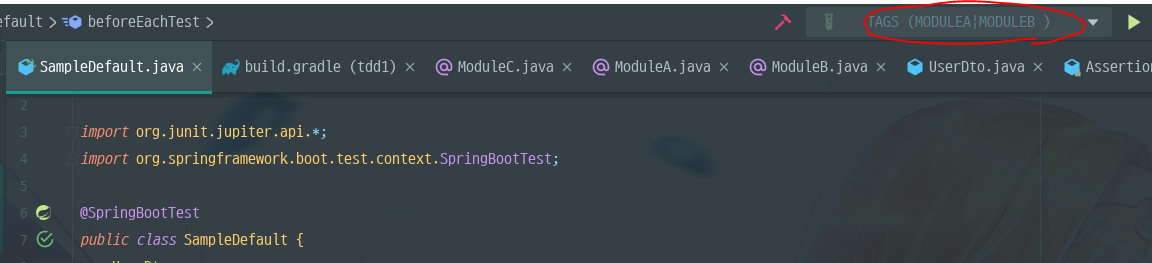 efault > beforeEachTest > TAGS (MODULEA¦MODULEB )
SampleDefault.java × build.gradle (tdd1) × ModuleC.java × ModuleA.java × ModuleB.java × UserDto.java × Assertion
2
3 import org.junit.jupiter.api.*;
4 import org.springframework.boot.test.context.SpringBootTest;
5
6 @SpringBootTest
7 public class SampleDefault {